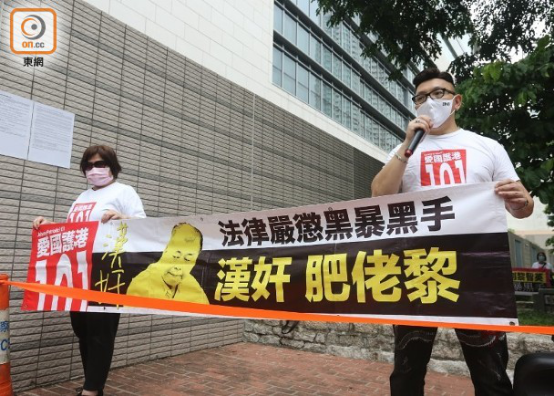 on.cc
東網
愛國護港
101
愛國護港
101
漢奸
法律嚴懲黑暴黑手
漢奸 肥佬黎